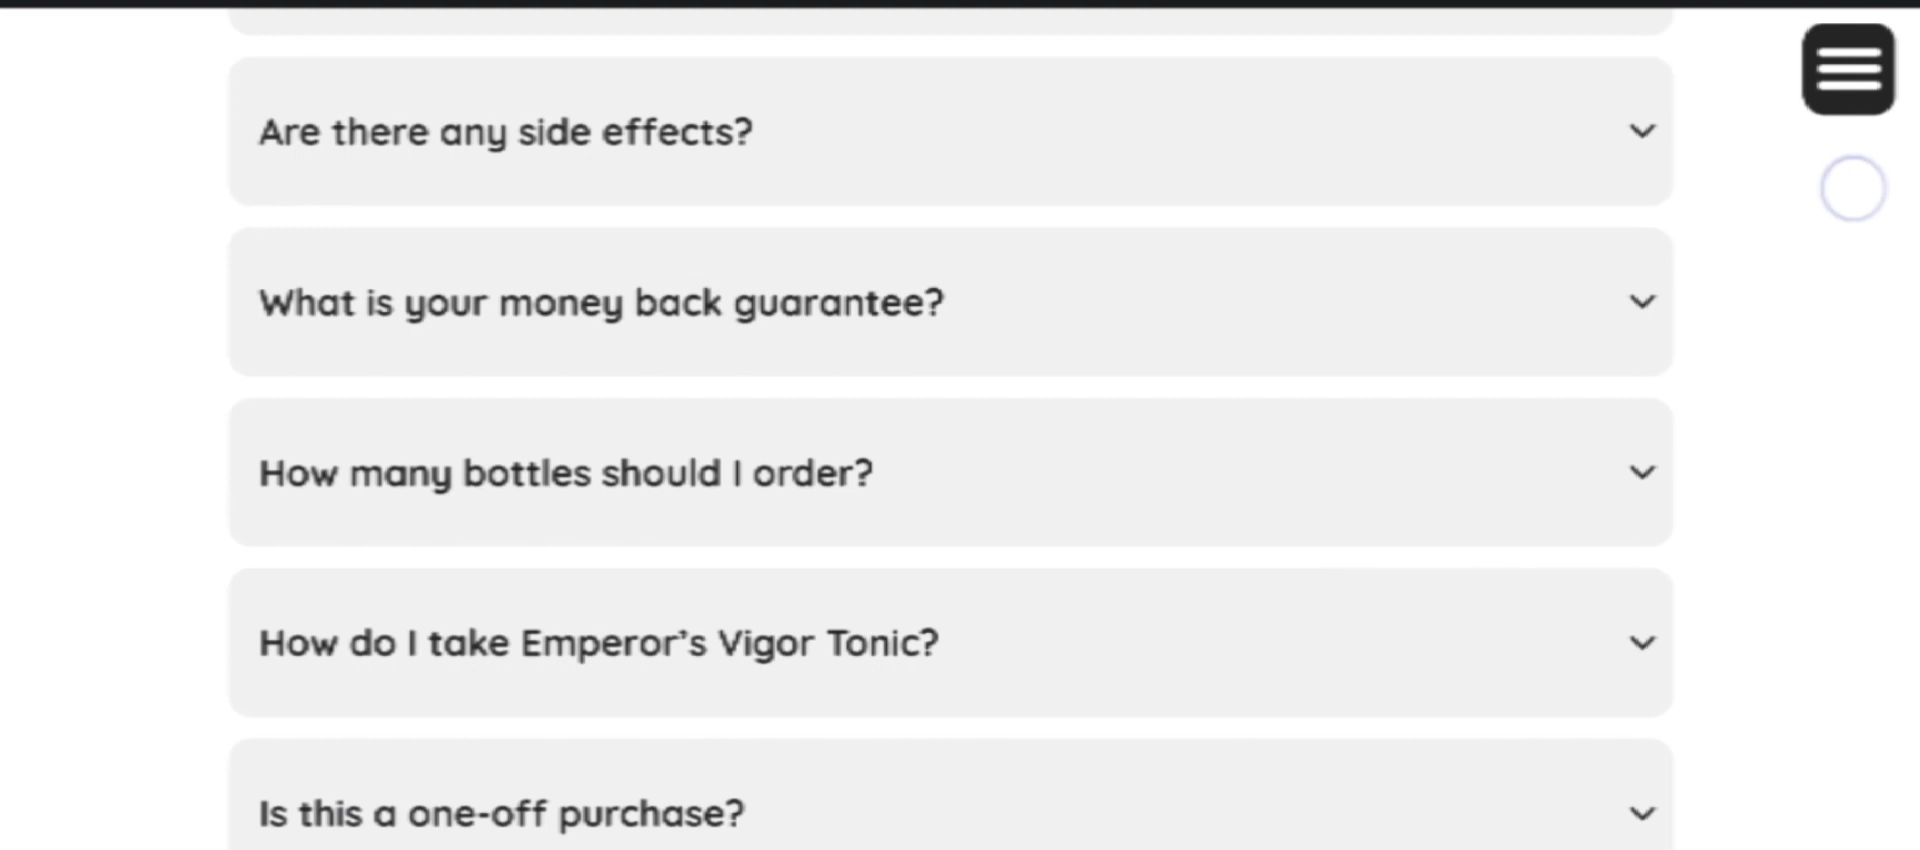 Are there any side effects?
What is your money back guarantee?
How many bottles should I order?
How do I take Emperor’s Vigor Tonic?
Is this a one-off purchase?